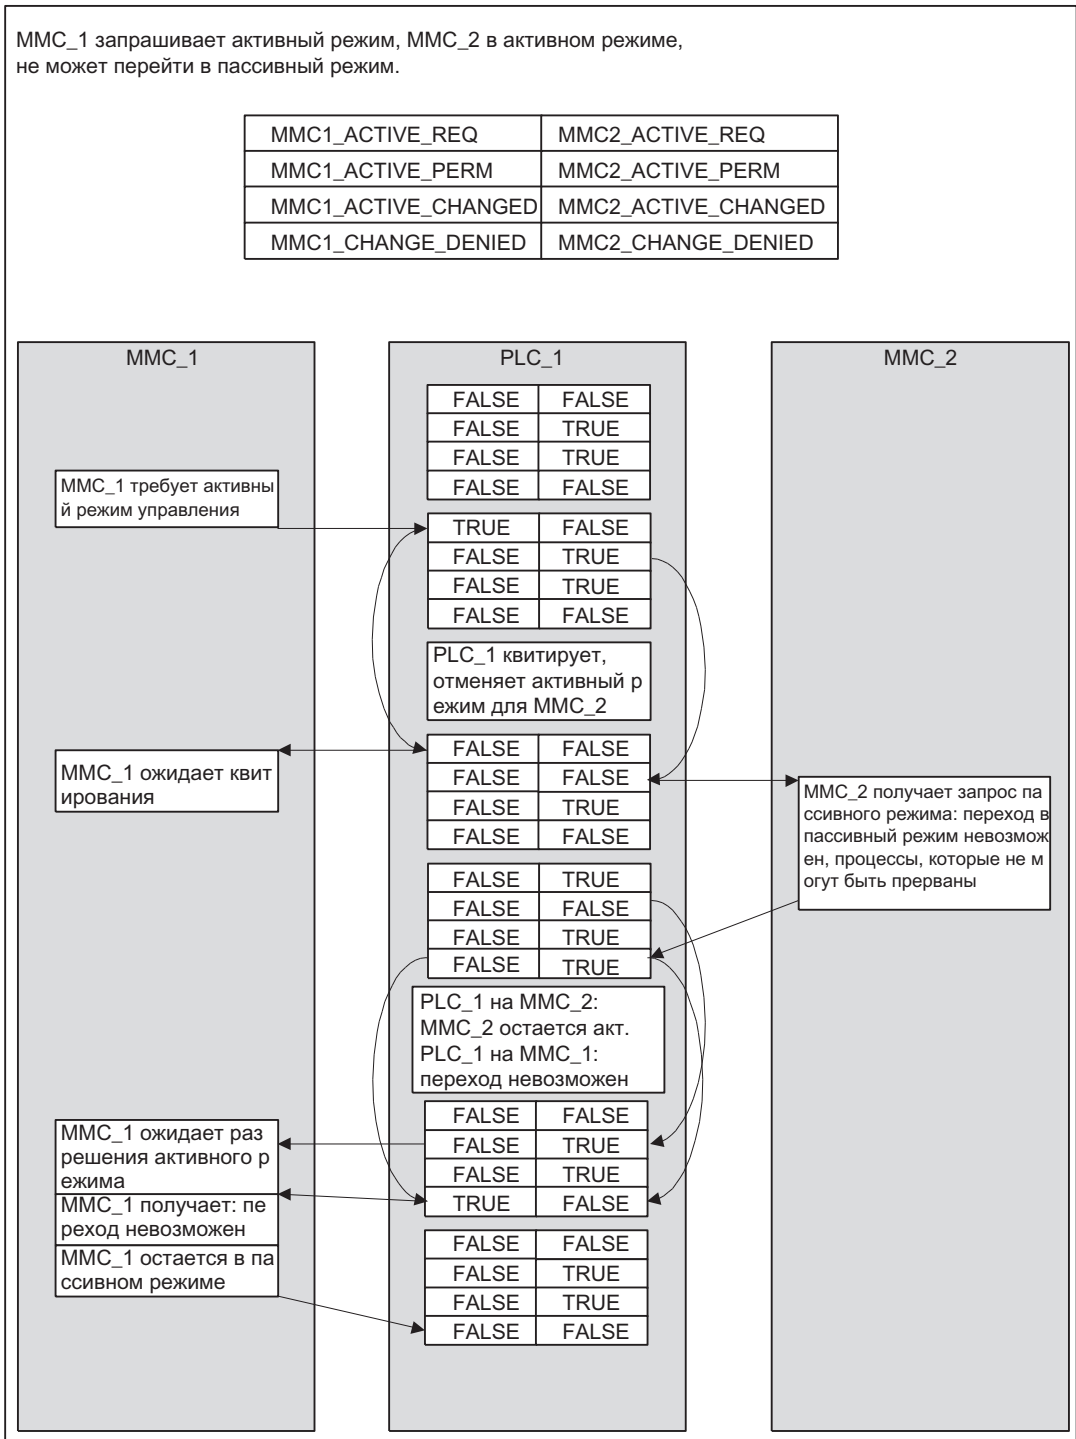 MMC_1 запрашивает активный режим, MMC_2 в активном режиме,
не может перейти в пассивный режим.
MMC1_ACTIVE_REQ MMC2_ACTIVE_REQ
MMC1_ACTIVE_PERM MMC2_ACTIVE_PERM
MMC1_ACTIVE_CHANGED MMC2_ACTIVE_CHANGED
MMC1_CHANGE_DENIED MMC2_CHANGE_DENIED
MMC_1 PLC_1 MMC_2
FALSE FALSE
FALSE TRUE
FALSE TRUE
FALSE FALSE
MMC_1 требует активны
й режим управления
TRUE FALSE
FALSE TRUE
FALSE TRUE
FALSE FALSE
PLC_1 квитирует,
отменяет активный р
ежим для MMC_2
FALSE FALSE
FALSE FALSE
FALSE TRUE
FALSE FALSE
MMC_1 ожидает квит
ирования
MMC_2 получает запрос па
ссивного режима: переход в
пассивный режим невозмож
ен, процессы, которые не м
огут быть прерваны
FALSE TRUE
FALSE FALSE
FALSE TRUE
FALSE TRUE
PLC_1 на MMC_2:
MMC_2 остается акт.
PLC_1 на MMC_1:
переход невозможен
FALSE FALSE
FALSE TRUE
FALSE TRUE
TRUE FALSE
MMC_1 ожидает раз
решения активного р
ежима
MMC_1 получает: пе
реход невозможен
MMC_1 остается в па
ссивном режиме
FALSE FALSE
FALSE TRUE
FALSE TRUE
FALSE FALSE